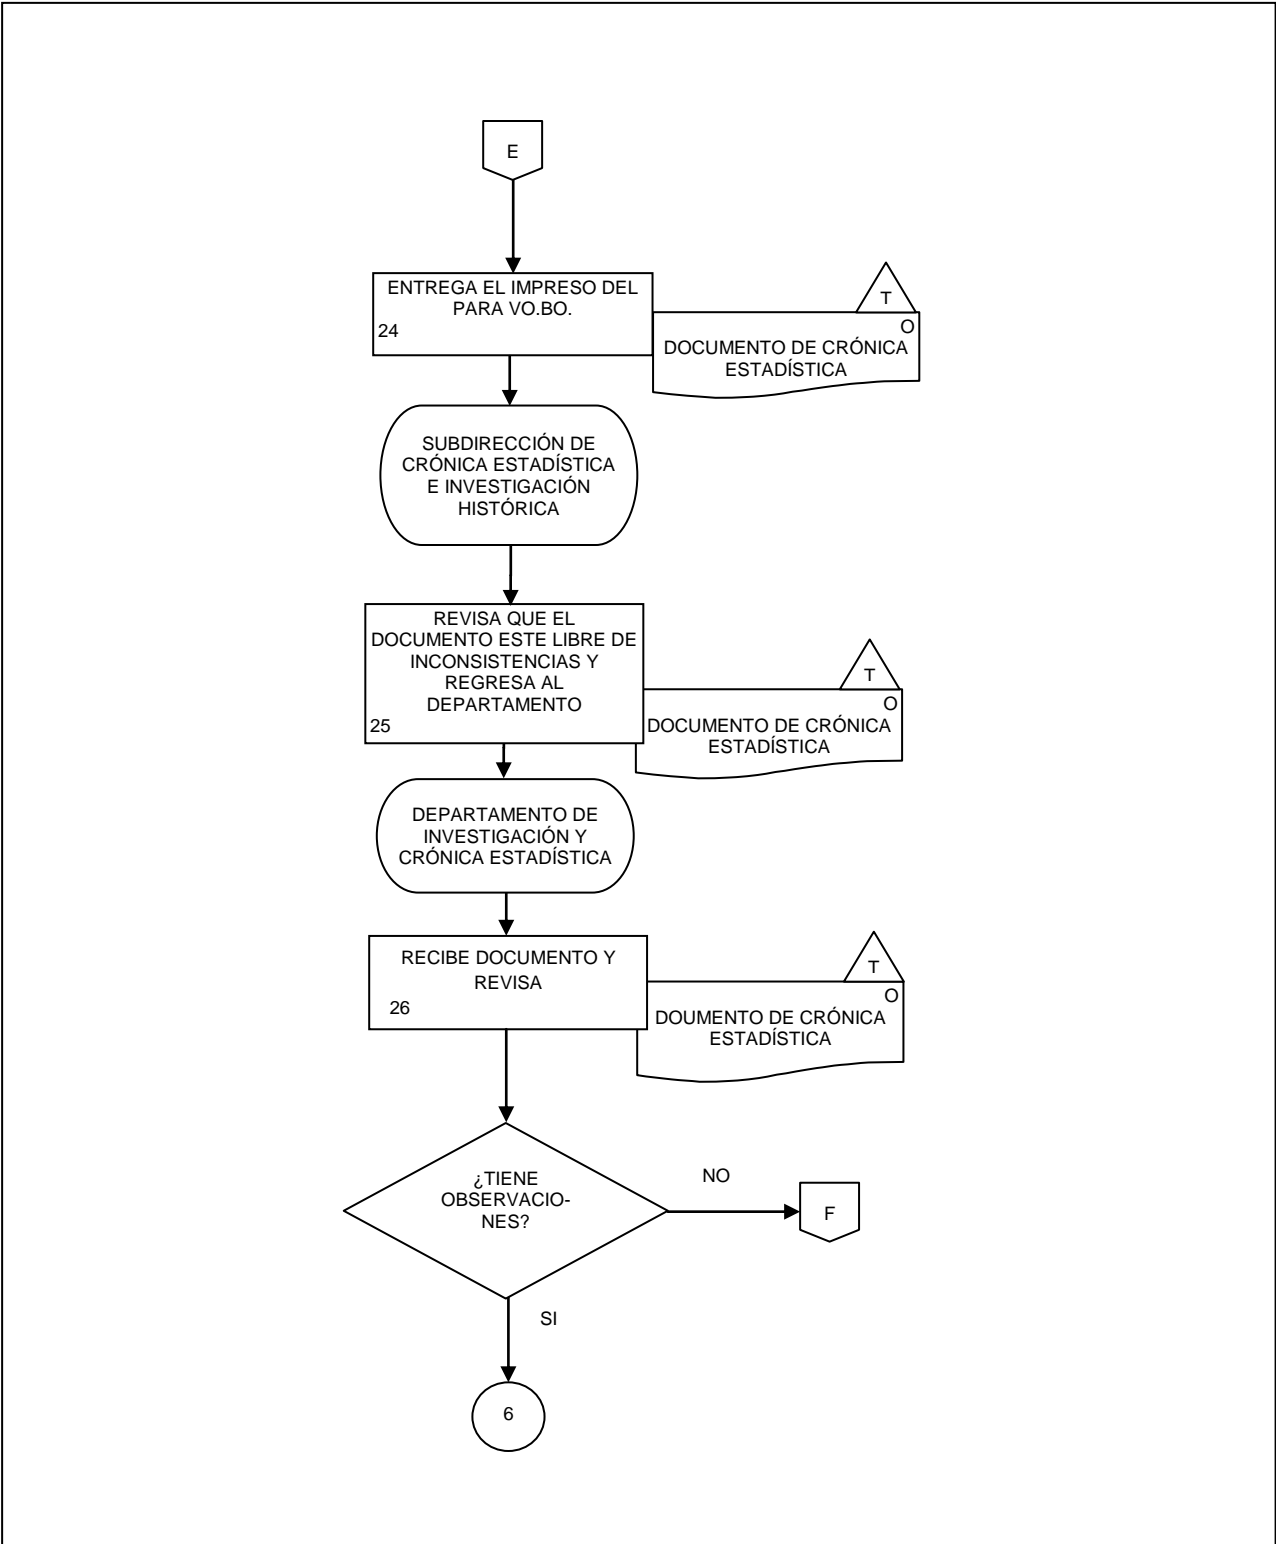 E
ENTREGA EL IMPRESO DEL
PARA VO.BO.
24
T
O
DOCUMENTO DE CRÓNICA
ESTADÍSTICA
SUBDIRECCIÓN DE
CRÓNICA ESTADÍSTICA
E INVESTIGACIÓN
HISTÓRICA
REVISA QUE EL
DOCUMENTO ESTE LIBRE DE
INCONSISTENCIAS Y
REGRESA AL
DEPARTAMENTO
25
T
O
DOCUMENTO DE CRÓNICA
ESTADÍSTICA
DEPARTAMENTO DE
INVESTIGACIÓN Y
CRÓNICA ESTADÍSTICA
RECIBE DOCUMENTO Y
REVISA
26
T
O
DOUMENTO DE CRÓNICA
ESTADÍSTICA
¿TIENE
OBSERVACIO-
NES?
NO
F
SI
6